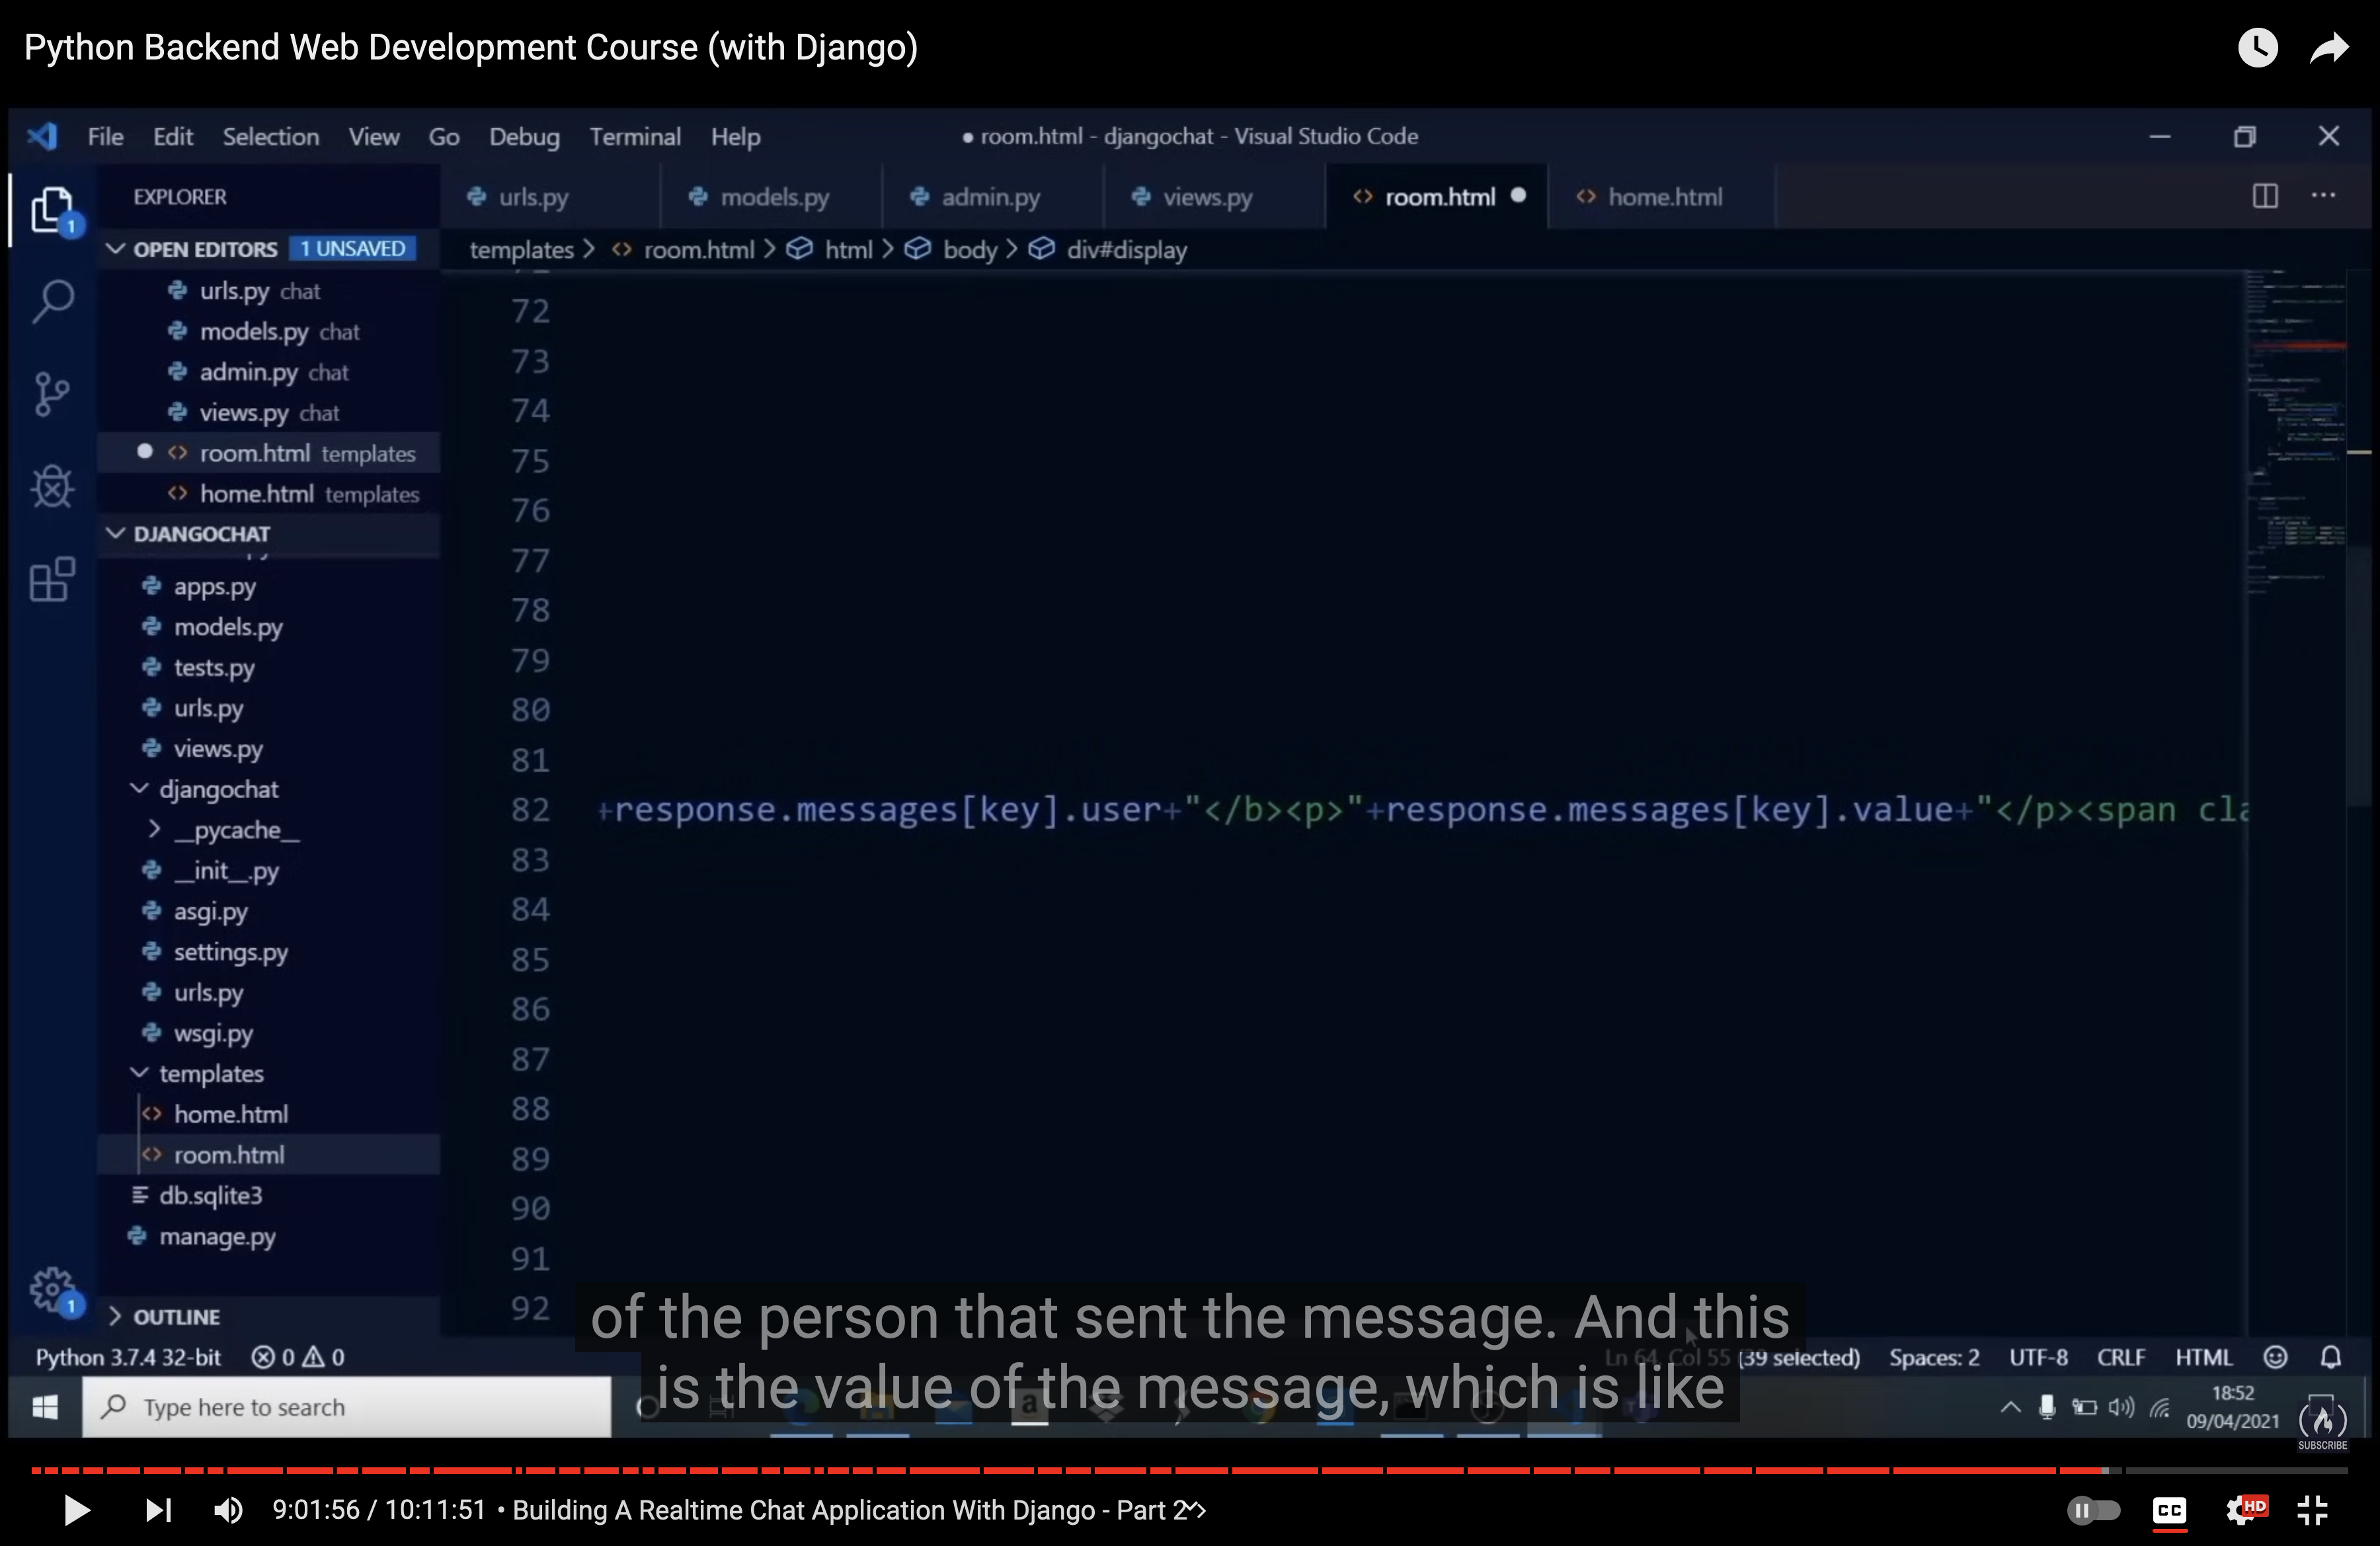 Python Backend Web Development Course (with Django)
File Edit Selection View Go Debug Terminal Help
● room.html - djangochat - Visual Studio Code
EXPLORER
urls.py models.py admin.py views.py room.html home.html
OPEN EDITORS 1 UNSAVED
templates > room.html > html > body > div#display
urls.py chat
models.py chat
admin.py chat
views.py chat
room.html templates
home.html templates
DJANGOCHAT
apps.py
models.py
tests.py
urls.py
views.py
djangochat
__pycache__
__init__.py
asgi.py
settings.py
urls.py
wsgi.py
templates
home.html
room.html
db.sqlite3
manage.py
OUTLINE
1
1
72
73
74
75
76
77
78
79
80
81
82 +response.messages[key].user+"</b><p>"+response.messages[key].value+"</p><span cla
83
84
85
86
87
88
89
90
91
92
of the person that sent the message. And this
is the value of the message, which is like
Python 3.7.4 32-bit 0 0
Ln 64, Col 55 (39 selected) Spaces: 2 UTF-8 CRLF HTML
Type here to search
a
18:52
09/04/2021
SUBSCRIBE
9:01:56 / 10:11:51 • Building A Realtime Chat Application With Django - Part 2
CC
HD